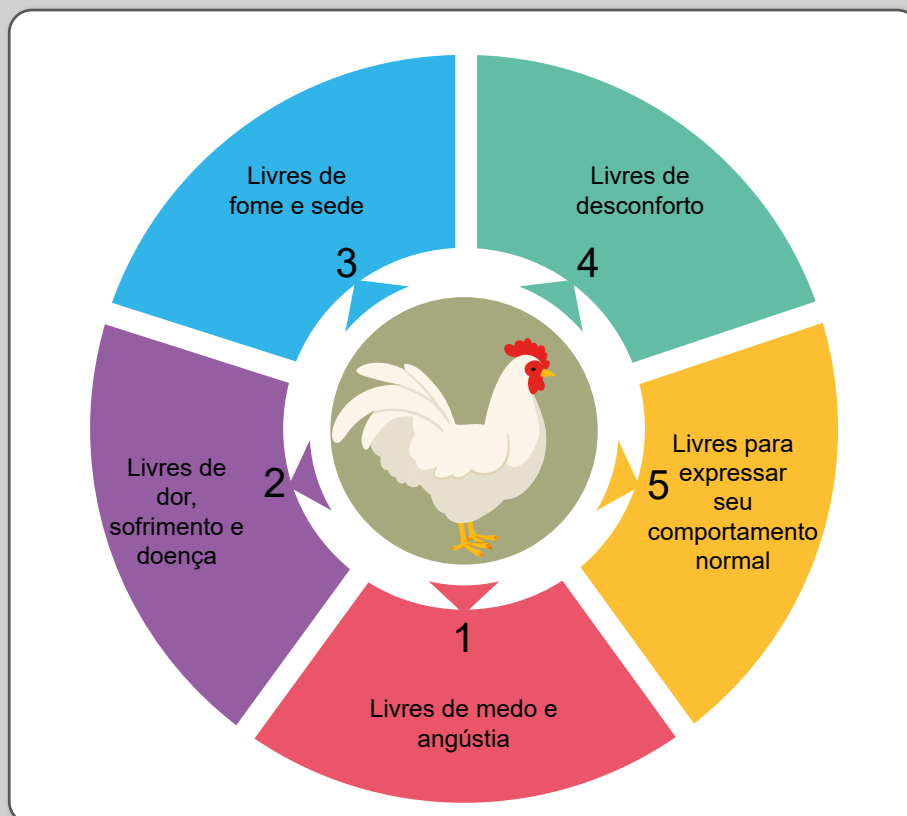 Livres de
fome e sede
3
Livres de
desconforto
4
Livres de
dor,
sofrimento e
doença
2
Livres para
expressar
seu
comportamento
normal
5
1
Livres de medo e
angústia